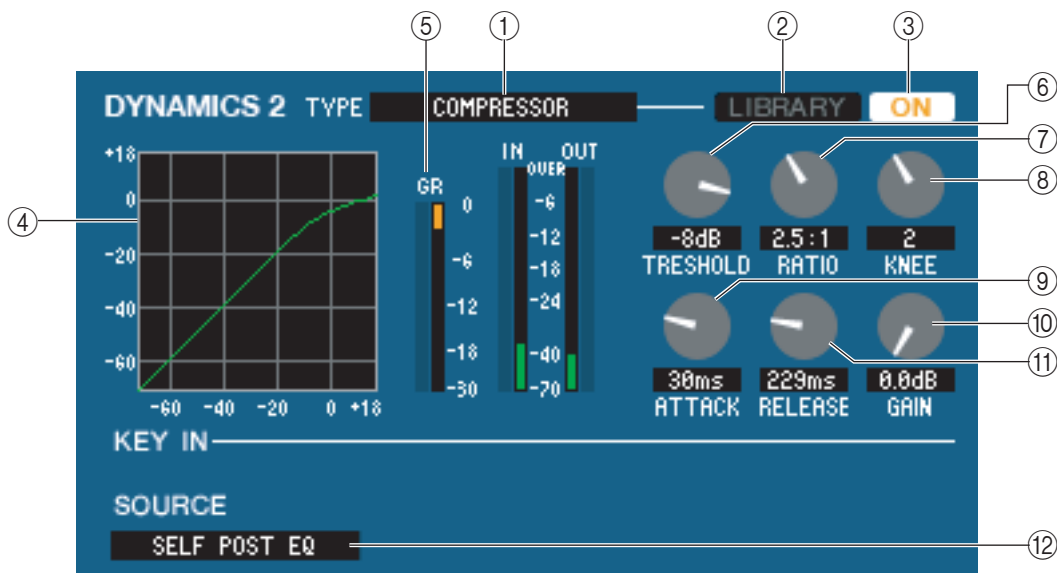 ⑤ ① ② ③
DYNAMICS 2 TYPE COMPRESSOR LIBRARY ON
⑥
⑦
⑧
④
+18
0
-20
-40
-60
-60 -40 -20 0 +18
GR
0
-6
-12
-18
-30
IN OUT
OVER
-6
-12
-18
-24
-40
-70
-8dB 2.5:1 2
TRESHOLD RATIO KNEE
⑨
⑩
⑪
30ms 229ms 0.0dB
ATTACK RELEASE GAIN
KEY IN
SOURCE
SELF POST EQ ⑫